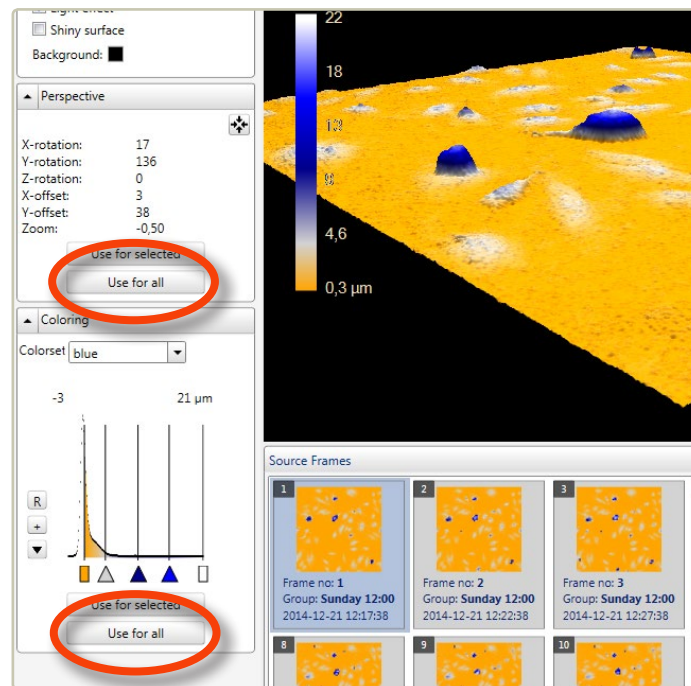 Light effect
Shiny surface
Background:
Perspective
X-rotation: 17
Y-rotation: 136
Z-rotation: 0
X-offset: 3
Y-offset: 38
Zoom: -0,50
Use for selected
Use for all
Coloring
Colorset blue
-3 21 µm
R
+
Use for selected
Use for all
22
18
13
4,6
0,3 µm
Source Frames
1
Frame no: 1
Group: Sunday 12:00
2014-12-21 12:17:38
2
Frame no: 2
Group: Sunday 12:00
2014-12-21 12:22:38
3
Frame no: 3
Group: Sunday 12:00
2014-12-21 12:27:38
8
9
10